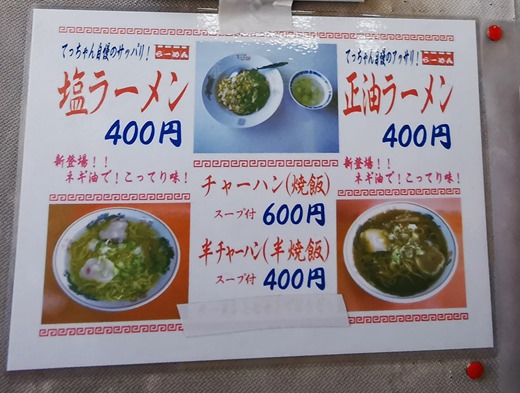 てっちゃん自慢のサッパリ!
らーめん
塩ラーメン
400円
新登場!!
ネギ油で!こってり味!
てっちゃん自慢のアッサリ!
らーめん
正油ラーメン
400円
新登場!!
ネギ油で!こってり味!
チャーハン(焼飯)
スープ付 600円
半チャーハン(半焼飯)
スープ付 400円